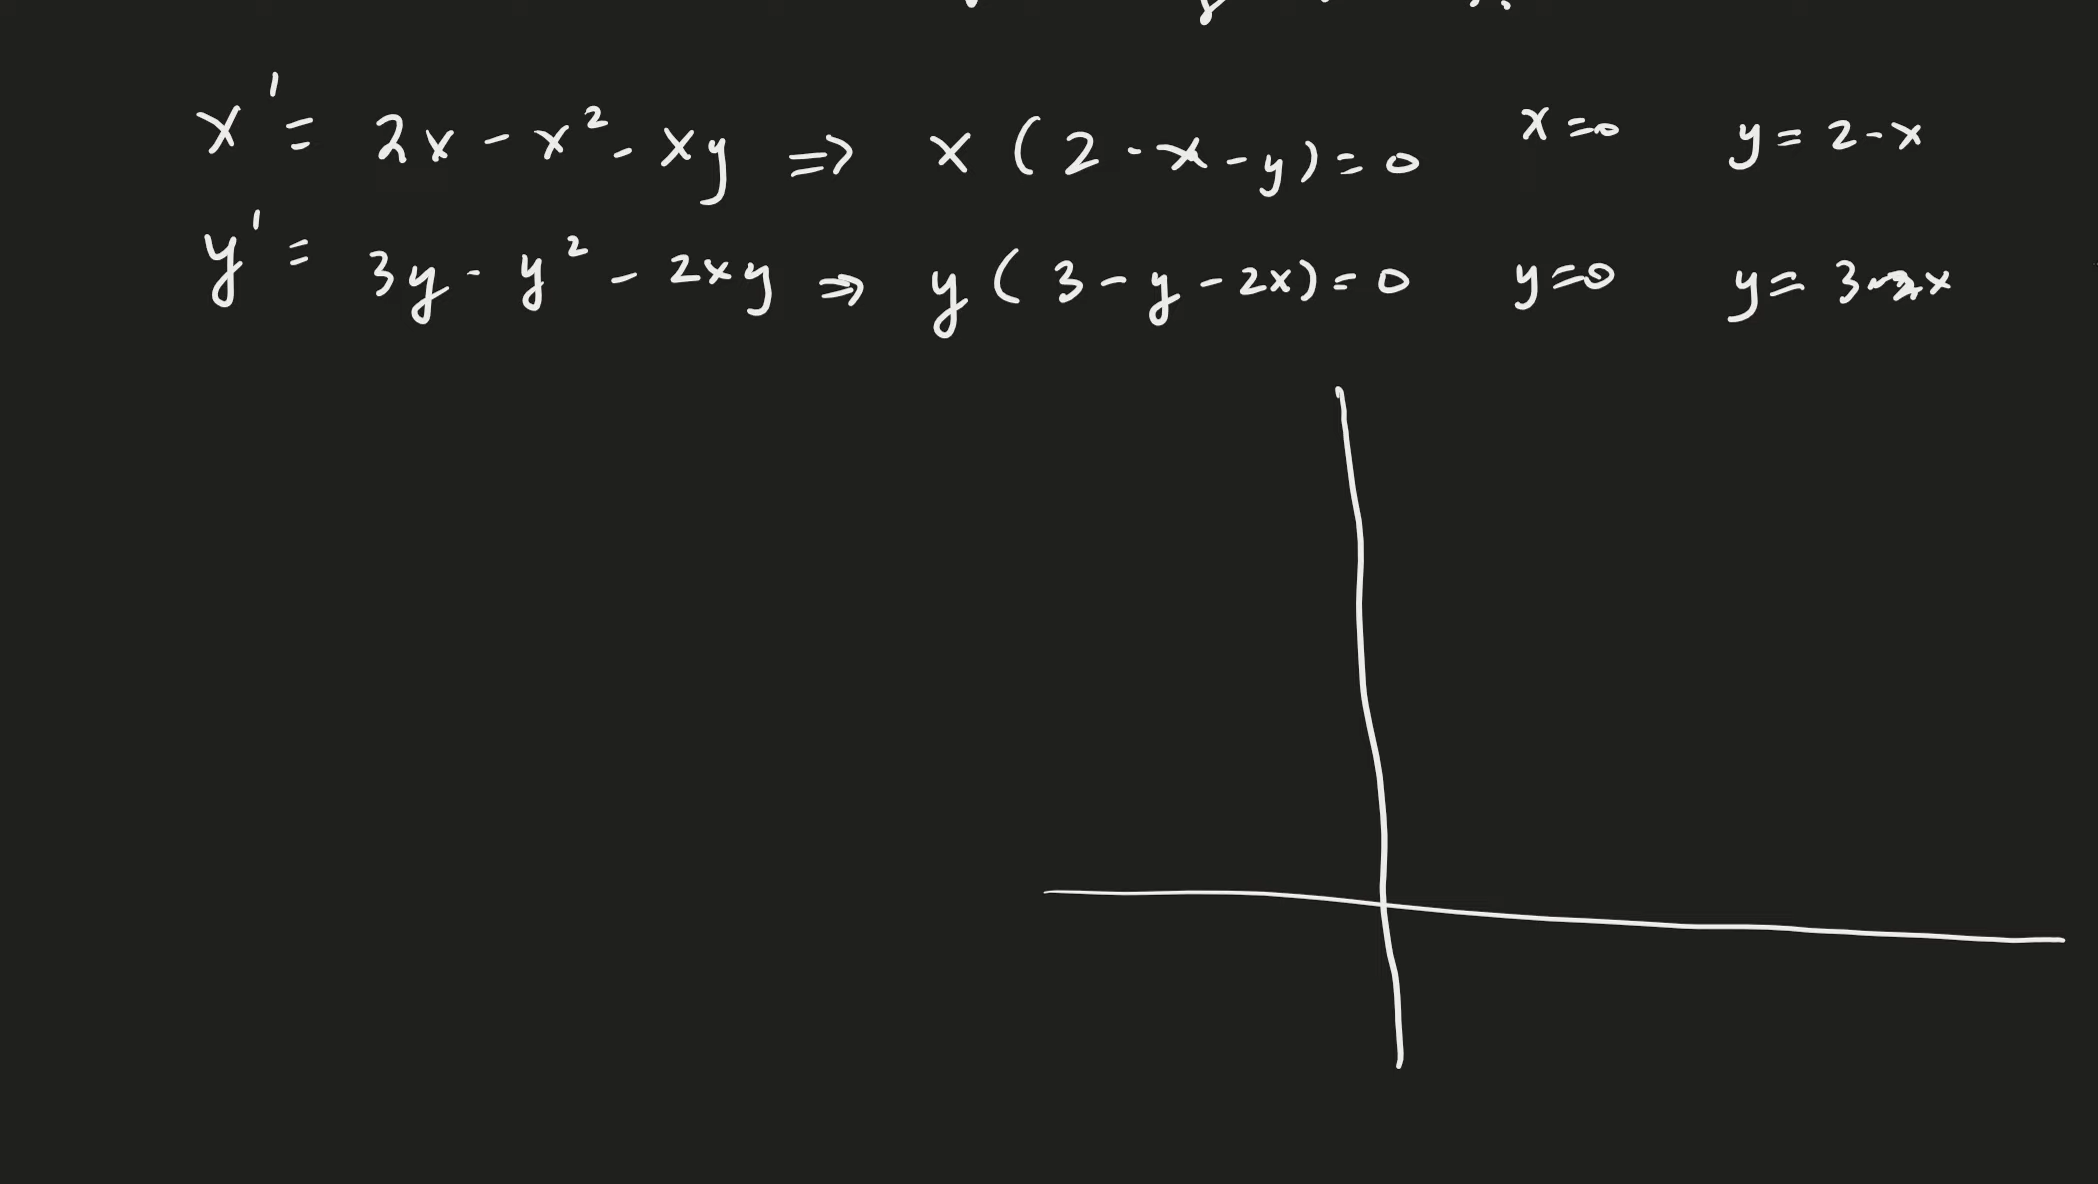 x' = 2x - x² - xy ⇒ x(2 - x - y) = 0 x = 0 y = 2 - x
y' = 3y - y² - 2xy ⇒ y(3 - y - 2x) = 0 y = 0 y = 3 - 2x